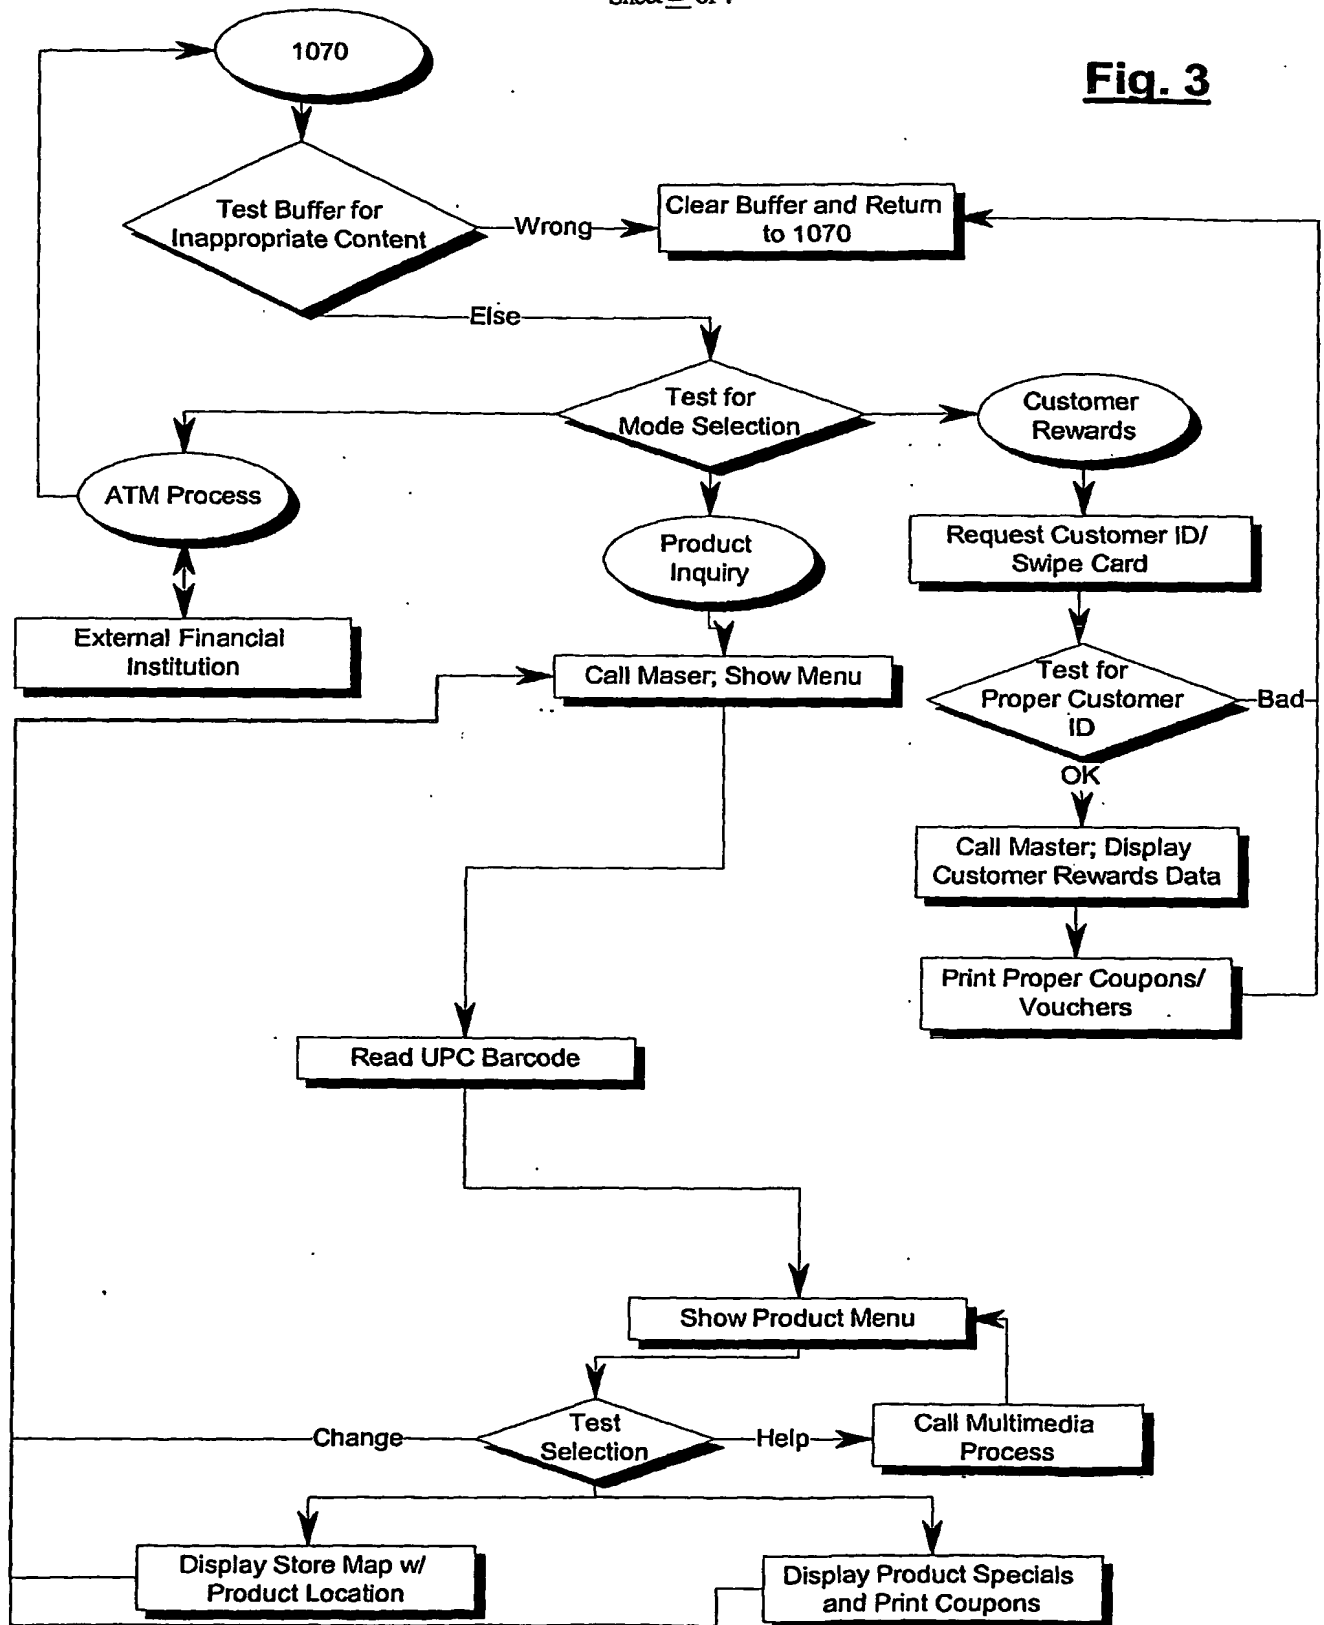 Sheet of
1070
Fig. 3
Test Buffer for
Inappropriate Content
Wrong
Clear Buffer and Return
to 1070
Else
Test for
Mode Selection
Customer
Rewards
ATM Process
Product
Inquiry
Request Customer ID/
Swipe Card
External Financial
Institution
Call Maser; Show Menu
Test for
Proper Customer
ID
Bad
OK
Call Master; Display
Customer Rewards Data
Print Proper Coupons/
Vouchers
Read UPC Barcode
Show Product Menu
Change
Test
Selection
Help
Call Multimedia
Process
Display Store Map w/
Product Location
Display Product Specials
and Print Coupons